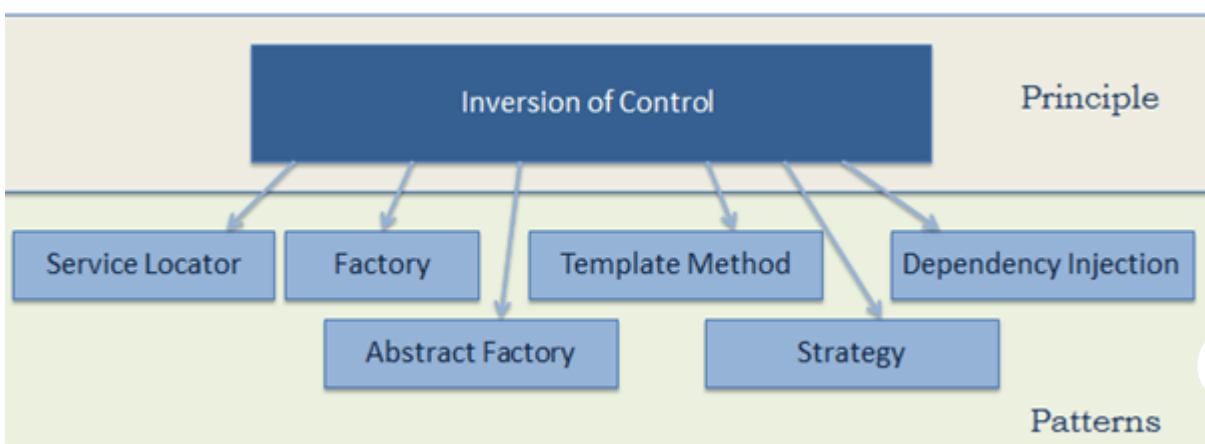 Inversion of Control
Principle
Service Locator
Factory
Template Method
Dependency Injection
Abstract Factory
Strategy
Patterns